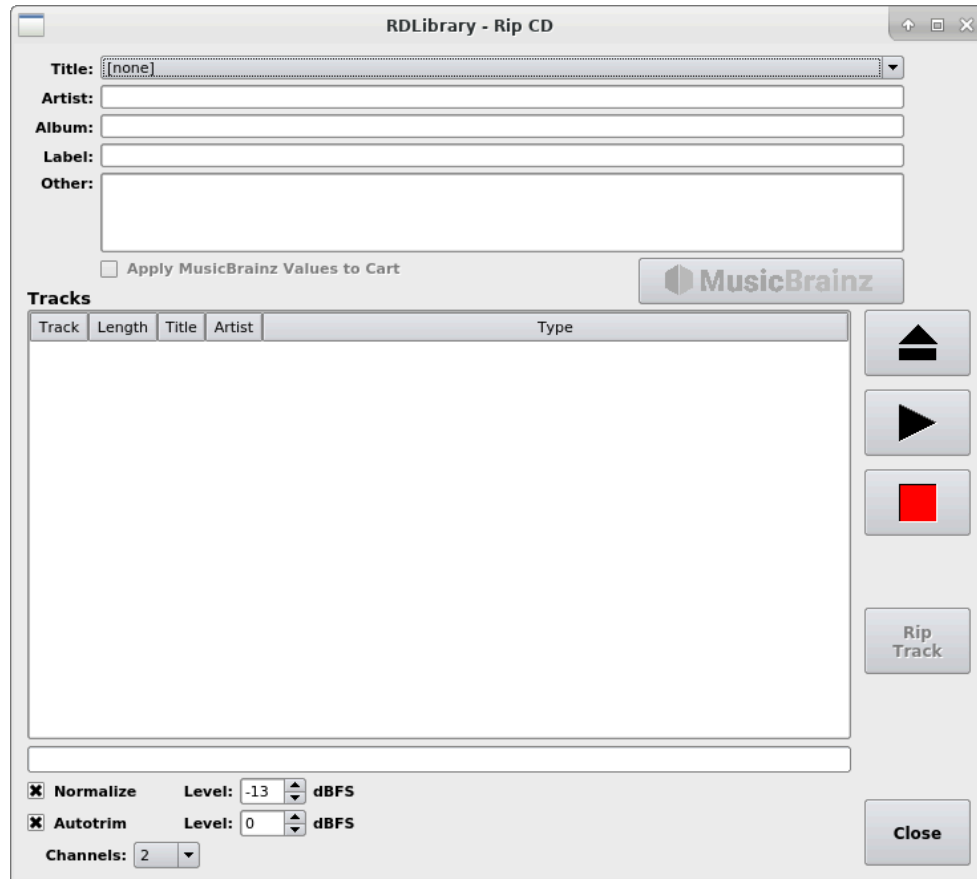 RDLibrary - Rip CD
Title: [none]
Artist:
Album:
Label:
Other:
Apply MusicBrainz Values to Cart
MusicBrainz
Tracks
Track Length Title Artist Type
Rip
Track
Normalize Level: -13 dBFS
Autotrim Level: 0 dBFS
Channels: 2
Close